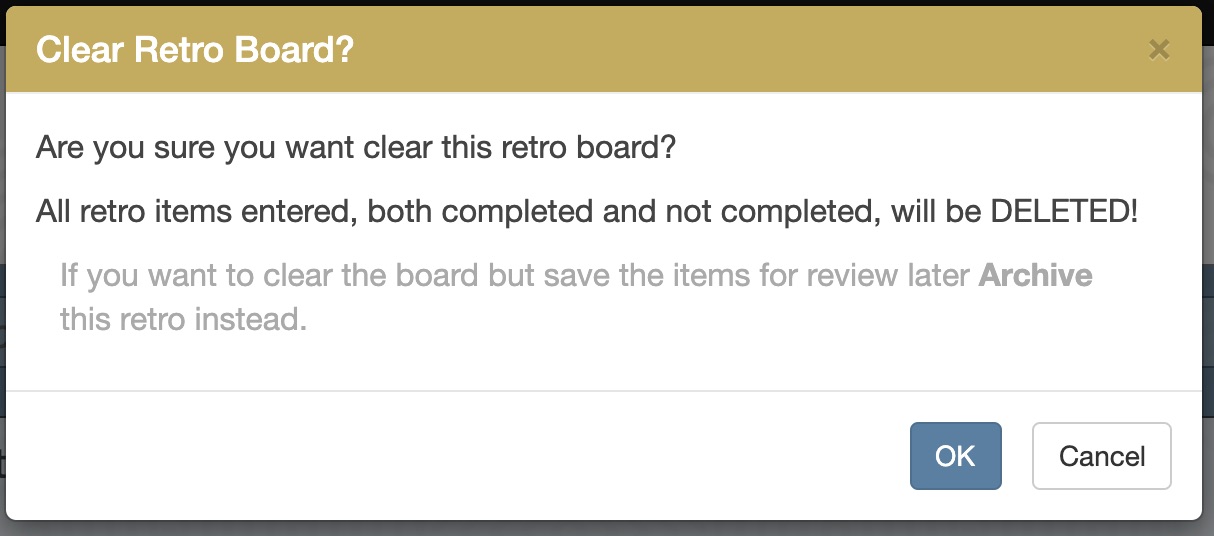 Clear Retro Board?
×
Are you sure you want clear this retro board?
All retro items entered, both completed and not completed, will be DELETED!
If you want to clear the board but save the items for review later Archive
this retro instead.
OK
Cancel